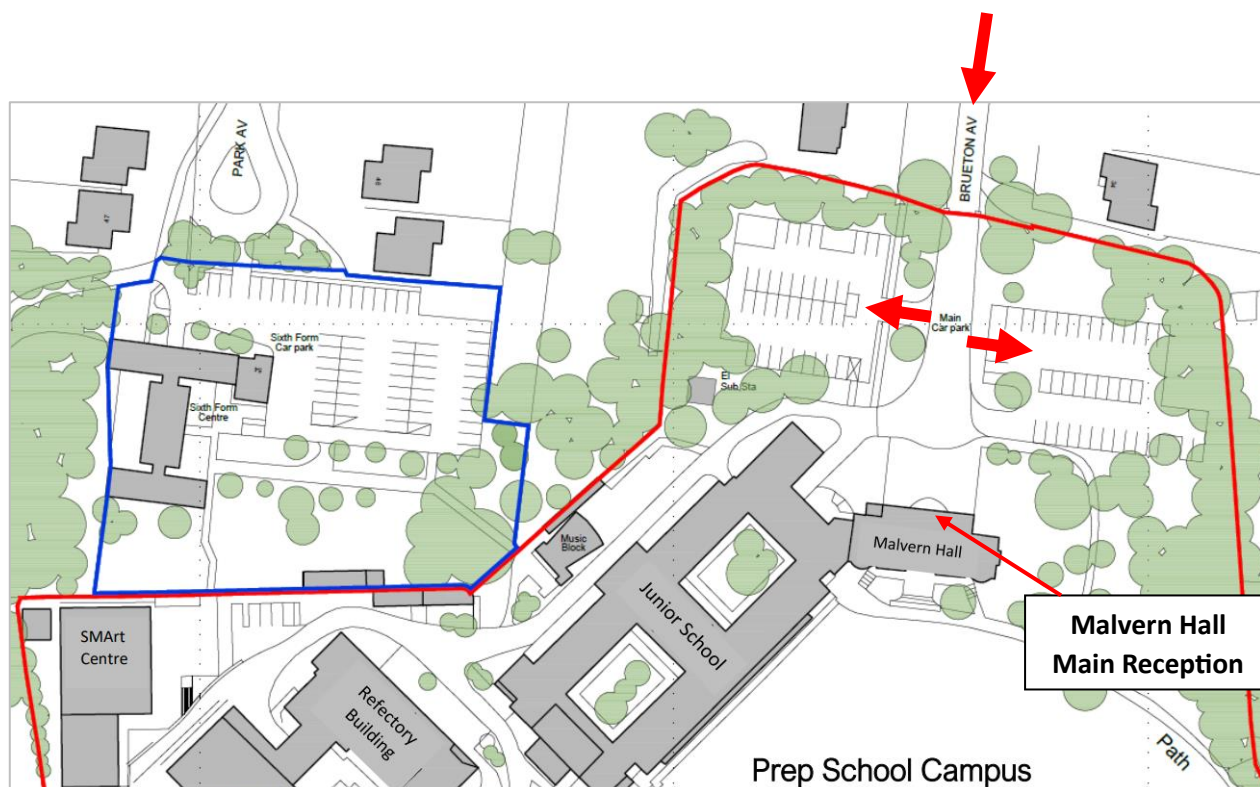 PARK AV
BRUETON AV
47
Sixth Form
Car park
Sixth Form
Centre
Main
Car park
El
Sub Sta
Music
Block
Malvern Hall
Junior School
Malvern Hall
Main Reception
SMArt
Centre
Refectory
Building
Path
Prep School Campus